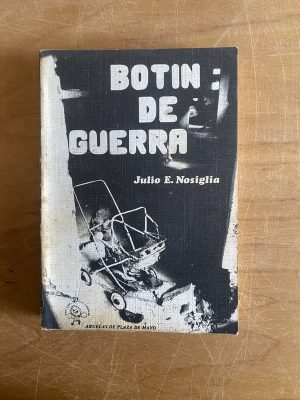 BOTIN
DE
GUERRA
Julio E. Nosiglia
ABUELAS DE PLAZA DE MAYO